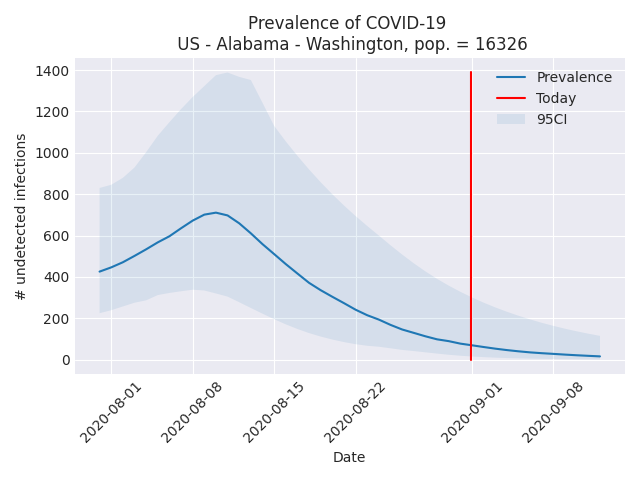 Prevalence of COVID-19
US - Alabama - Washington, pop. = 16326
1400
1200
1000
800
600
400
200
0
# undetected infections
Prevalence
Today
95CI
2020-08-01
2020-08-08
2020-08-15
2020-08-22
2020-09-01
2020-09-08
Date